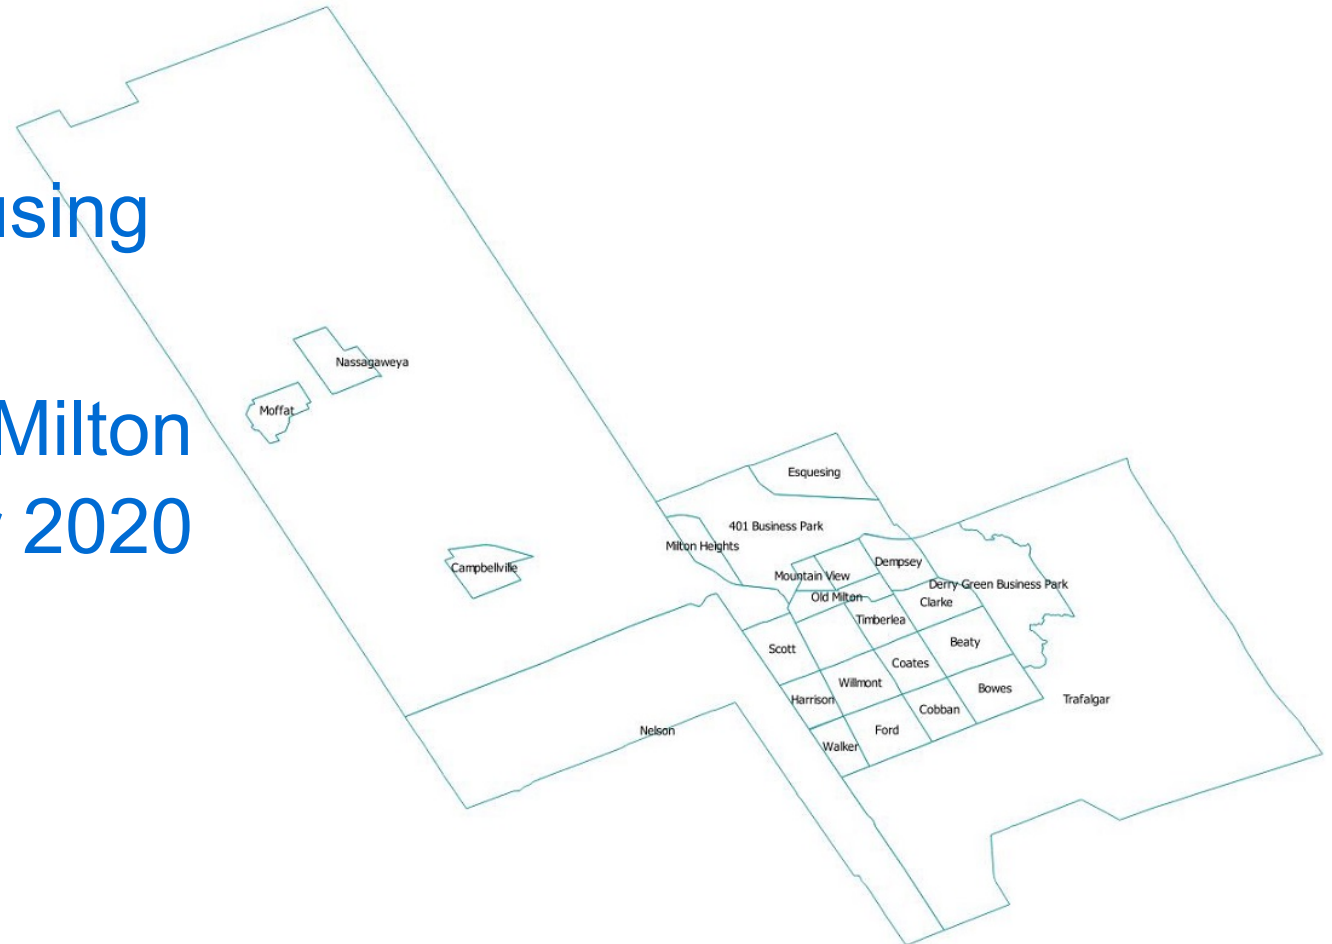 using
Nassagaweya
Moffat
Milton
Esquesing
2020
401 Business Park
Milton Heights
Campbellville
Dempsey
Mountain View
Derry Green Business Park
Old Milton
Clarke
Timberlea
Beaty
Scott
Coates
Willmont
Bowes
Harrison
Trafalgar
Cobban
Nelson
Ford
Walker